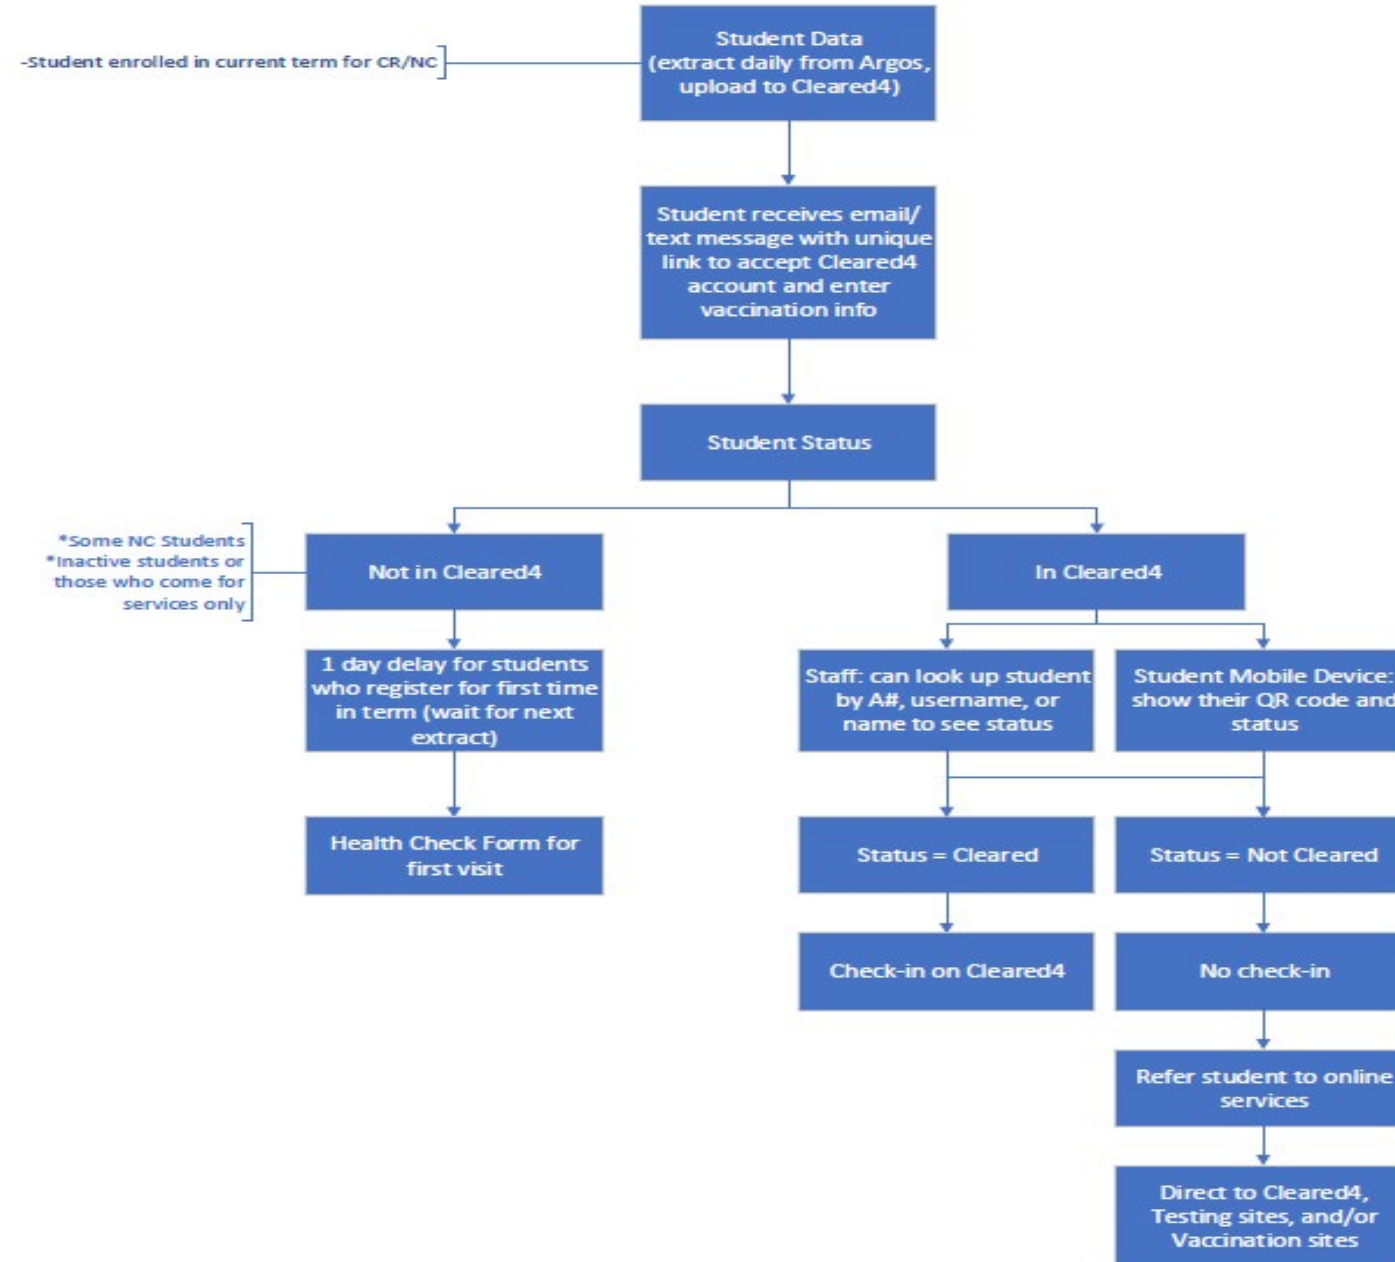 -Student enrolled in current term for CR/NC
Student Data
(extract daily from Argos,
upload to Cleared4)
Student receives email/
text message with unique
link to accept Cleared4
account and enter
vaccination info
Student Status
*Some NC Students
*Inactive students or
those who come for
services only
Not in Cleared4
1 day delay for students
who register for first time
in term (wait for next
extract)
Health Check Form for
first visit
In Cleared4
Staff: can look up student
by A#, username, or
name to see status
Student Mobile Device:
show their QR code and
status
Status = Cleared
Status = Not Cleared
Check-in on Cleared4
No check-in
Refer student to online
services
Direct to Cleared4,
Testing sites, and/or
Vaccination sites